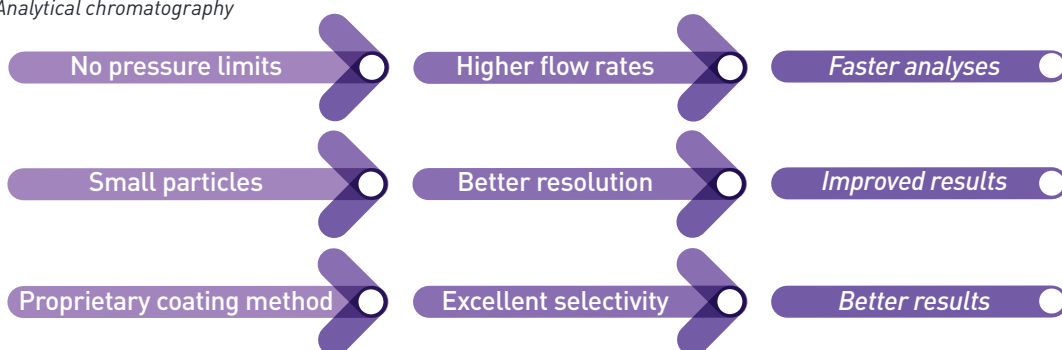 Analytical chromatography
No pressure limits Higher flow rates Faster analyses
Small particles Better resolution Improved results
Proprietary coating method Excellent selectivity Better results